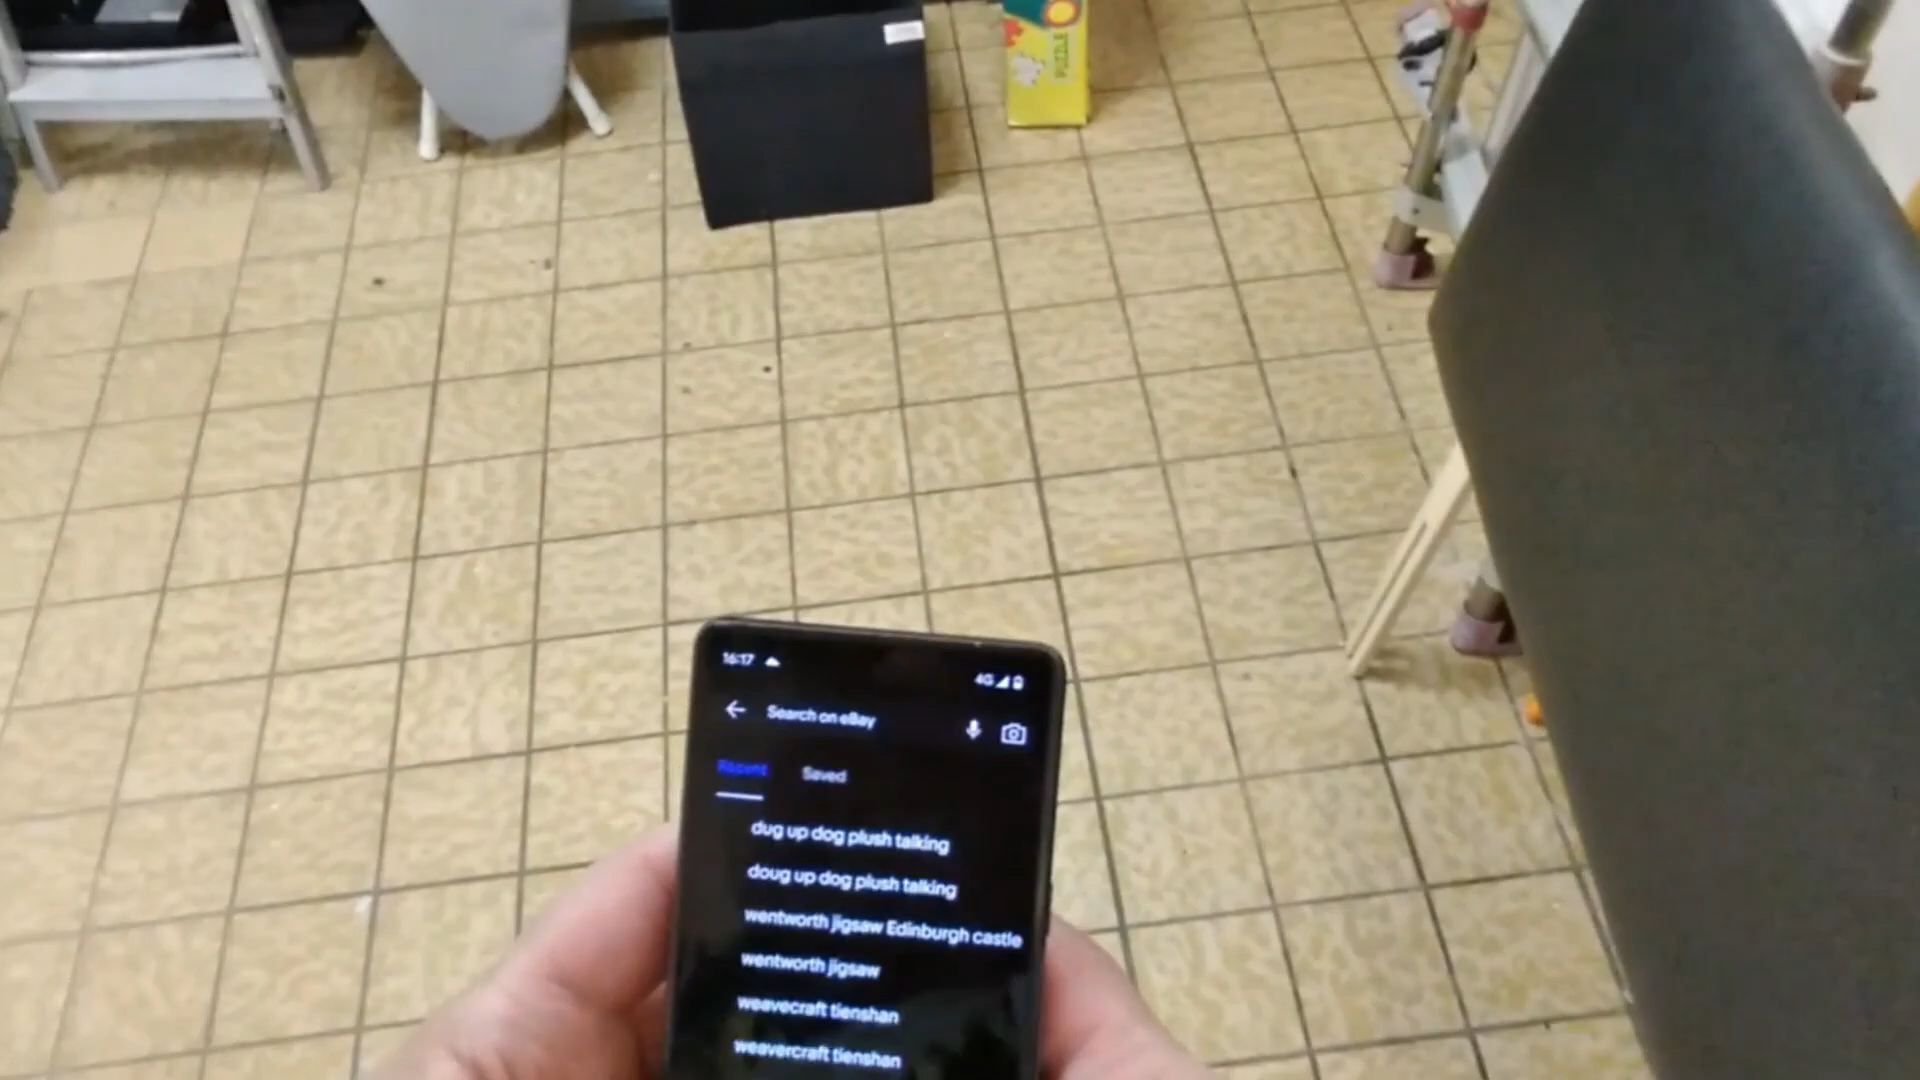 PUZZLE
16:17
4G
Search on eBay
Recent
Saved
dug up dog plush talking
doug up dog plush talking
wentworth jigsaw Edinburgh castle
wentworth jigsaw
weavecraft tienshan
weavercraft tienshan